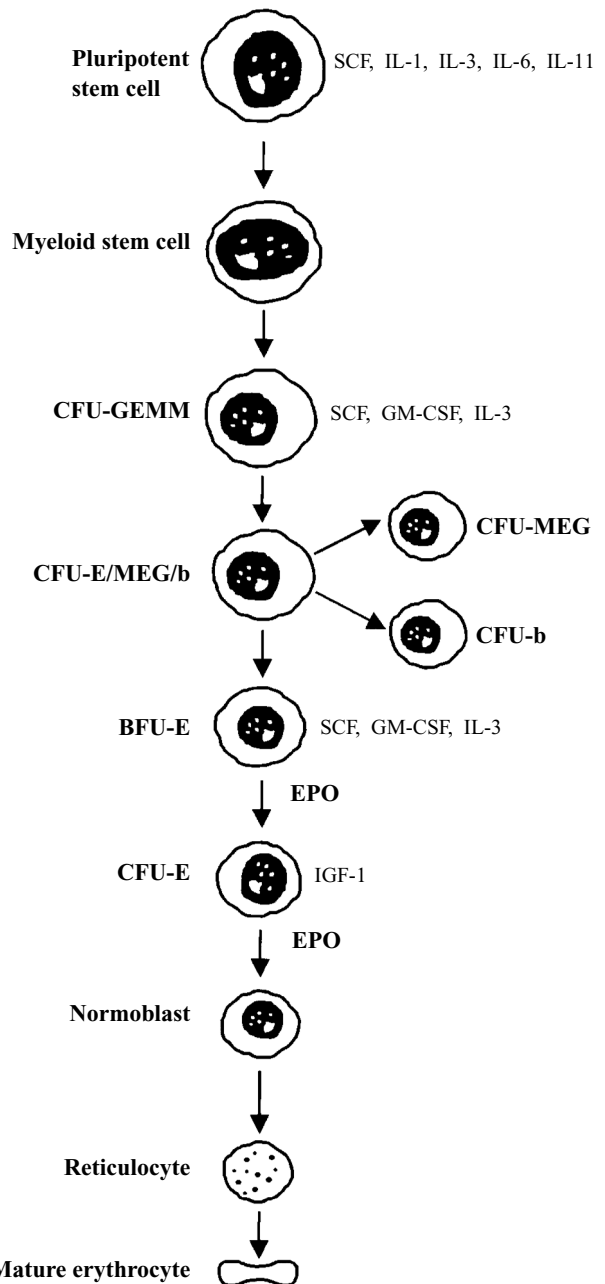 Pluripotent
stem cell
SCF, IL-1, IL-3, IL-6, IL-11
Myeloid stem cell
CFU-GEMM
SCF, GM-CSF, IL-3
CFU-MEG
CFU-E/MEG/b
CFU-b
BFU-E
SCF, GM-CSF, IL-3
EPO
CFU-E
IGF-1
EPO
Normoblast
Reticulocyte
Mature erythrocyte